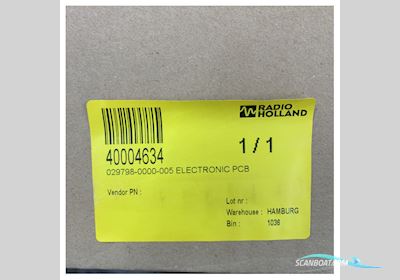 RADIO
HOLLAND
40004634
1 / 1
029798-0000-005 ELECTRONIC PCB
Vendor PN :
Lot nr :
Warehouse : HAMBURG
Bin : 1036
SCANBOAT.COM